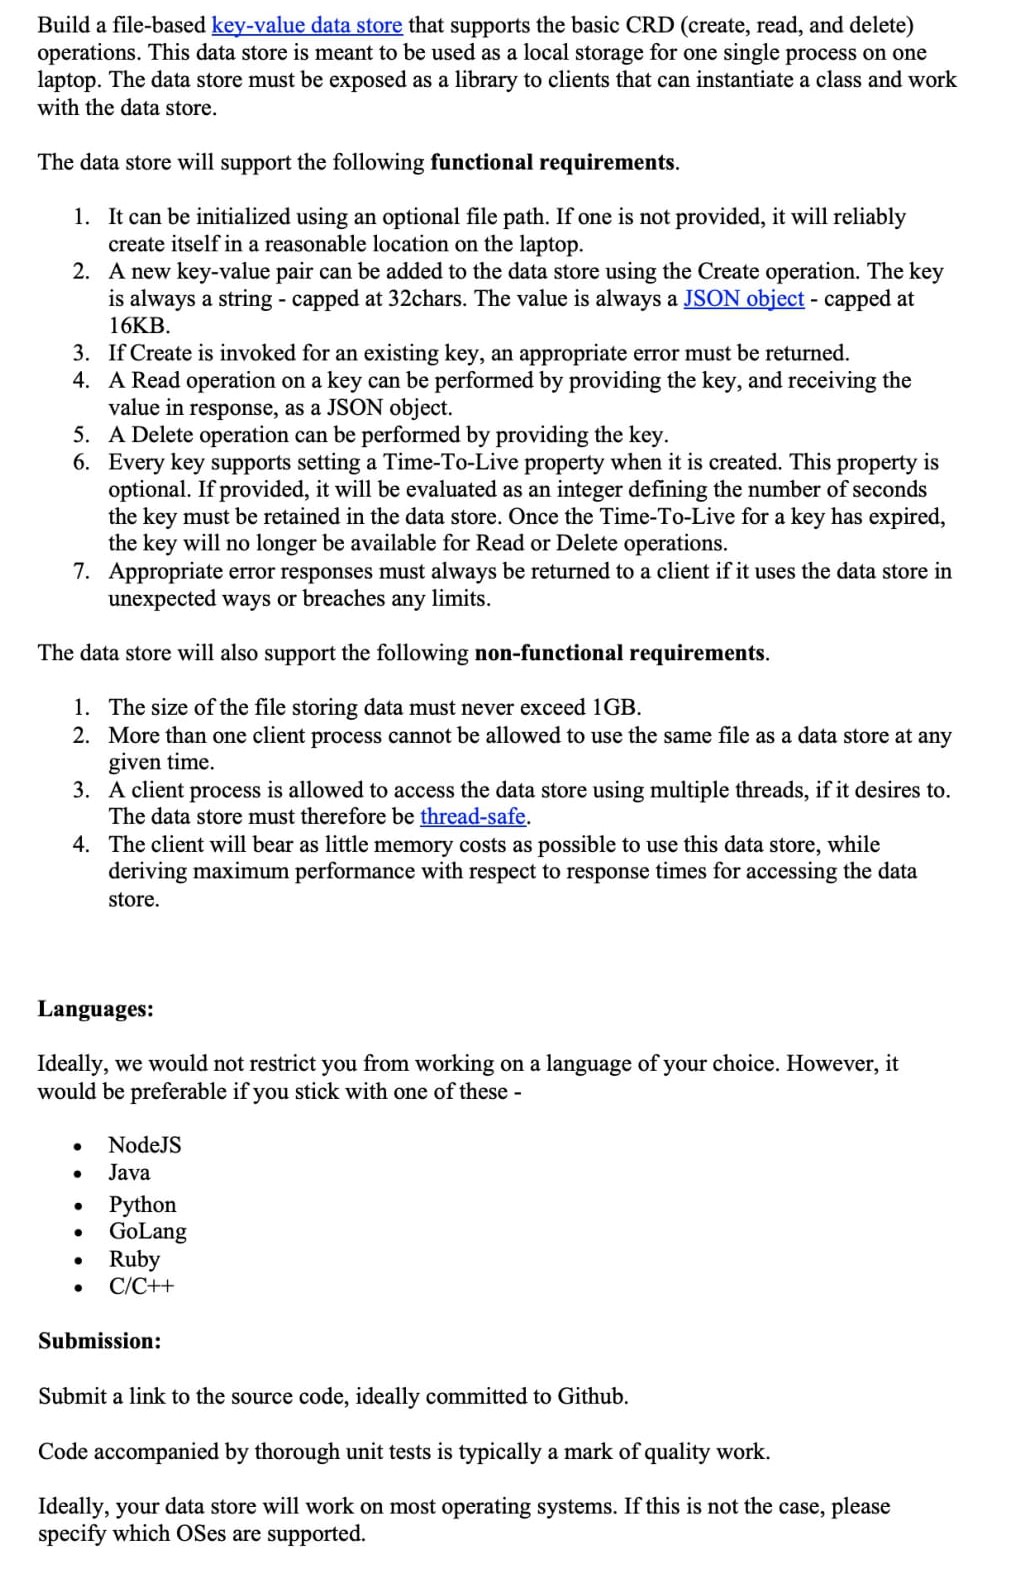 Build a file-based key-value data store that supports the basic CRD (create, read, and delete)
operations. This data store is meant to be used as a local storage for one single process on one
laptop. The data store must be exposed as a library to clients that can instantiate a class and work
with the data store.
The data store will support the following functional requirements.
1. It can be initialized using an optional file path. If one is not provided, it will reliably
create itself in a reasonable location on the laptop.
2. A new key-value pair can be added to the data store using the Create operation. The key
is always a string - capped at 32chars. The value is always a JSON object - capped at
16KB.
3. If Create is invoked for an existing key, an appropriate error must be returned.
4. A Read operation on a key can be performed by providing the key, and receiving the
value in response, as a JSON object.
5. A Delete operation can be performed by providing the key.
6. Every key supports setting a Time-To-Live property when it is created. This property is
optional. If provided, it will be evaluated as an integer defining the number of seconds
the key must be retained in the data store. Once the Time-To-Live for a key has expired,
the key will no longer be available for Read or Delete operations.
7. Appropriate error responses must always be returned to a client if it uses the data store in
unexpected ways or breaches any limits.
The data store will also support the following non-functional requirements.
1. The size of the file storing data must never exceed 1GB.
2. More than one client process cannot be allowed to use the same file as a data store at any
given time.
3. A client process is allowed to access the data store using multiple threads, if it desires to.
The data store must therefore be thread-safe.
4. The client will bear as little memory costs as possible to use this data store, while
deriving maximum performance with respect to response times for accessing the data
store.
Languages:
Ideally, we would not restrict you from working on a language of your choice. However, it
would be preferable if you stick with one of these -
• NodeJS
• Java
• Python
• GoLang
• Ruby
• C/C++
Submission:
Submit a link to the source code, ideally committed to Github.
Code accompanied by thorough unit tests is typically a mark of quality work.
Ideally, your data store will work on most operating systems. If this is not the case, please
specify which OSes are supported.